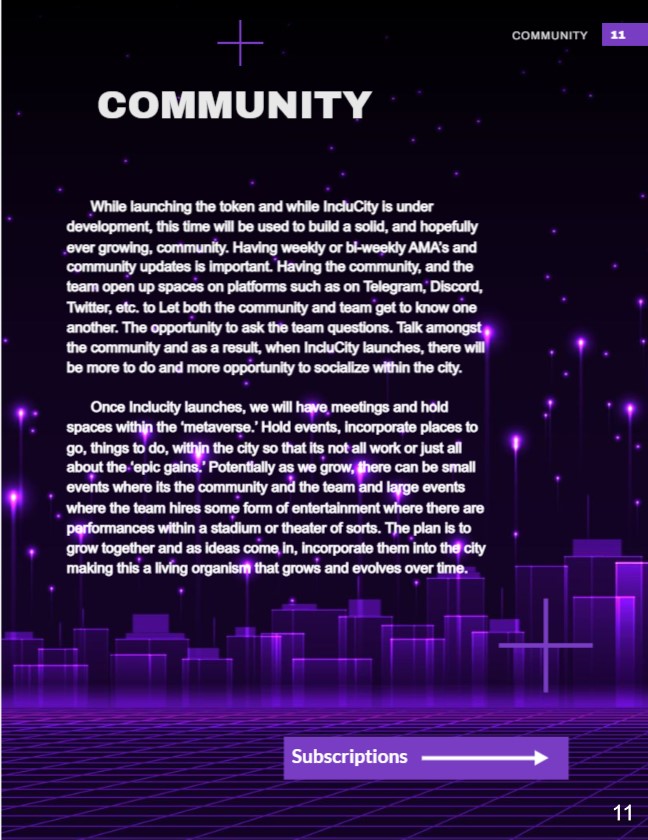 COMMUNITY 11
COMMUNITY
While launching the token and while IncluCity is under
development, this time will be used to build a solid, and hopefully
ever growing, community. Having weekly or bi-weekly AMA's and
community updates is important. Having the community, and the
team open up spaces on platforms such as on Telegram, Discord,
Twitter, etc. to Let both the community and team get to know one
another. The opportunity to ask the team questions. Talk amongst
the community and as a result, when IncluCity launches, there will
be more to do and more opportunity to socialize within the city.
Once Inclucity launches, we will have meetings and hold
spaces within the ‘metaverse.’ Hold events, incorporate places to
go, things to do, within the city so that its not all work or just all
about the ‘epic gains.’ Potentially as we grow, there can be small
events where its the community and the team and large events
where the team hires some form of entertainment where there are
performances within a stadium or theater of sorts. The plan is to
grow together and as ideas come in, incorporate them into the city
making this a living organism that grows and evolves over time.
Subscriptions
11